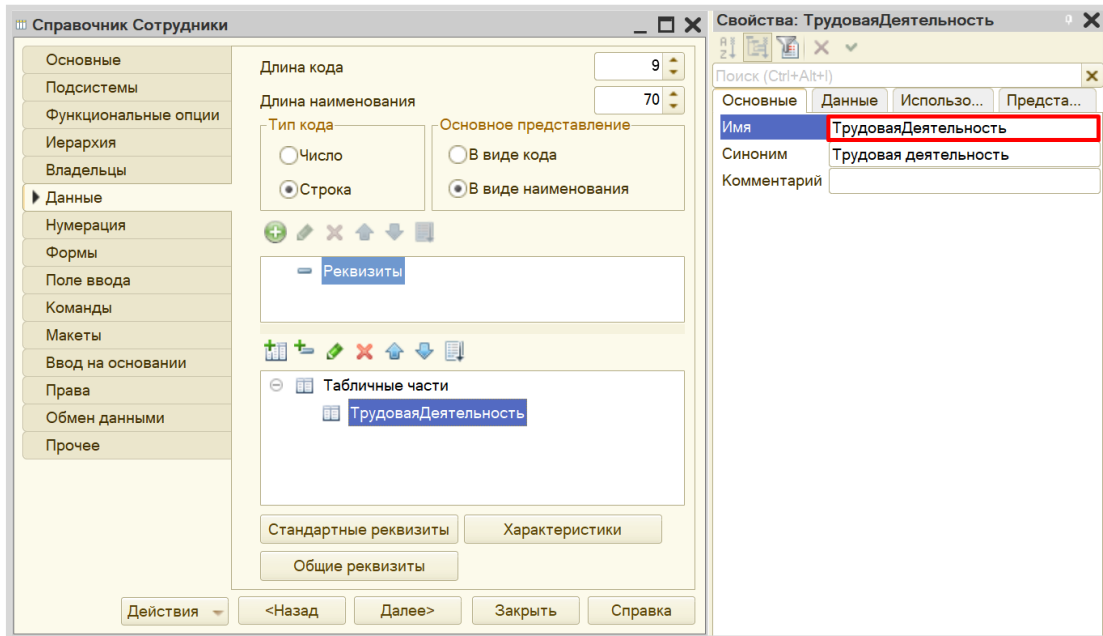 Справочник Сотрудники
Основные
Подсистемы
Функциональные опции
Иерархия
Владельцы
Данные
Нумерация
Формы
Поле ввода
Команды
Макеты
Ввод на основании
Права
Обмен данными
Прочее
Длина кода 9
Длина наименования 70
Тип кода
Число
Строка
Основное представление
В виде кода
В виде наименования
Реквизиты
Табличные части
ТрудоваяДеятельность
Стандартные реквизиты Характеристики
Общие реквизиты
Действия <Назад Далее> Закрыть Справка
Свойства: ТрудоваяДеятельность
Поиск (Ctrl+Alt+I)
Основные Данные Использо... Предста...
Имя ТрудоваяДеятельность
Синоним Трудовая деятельность
Комментарий